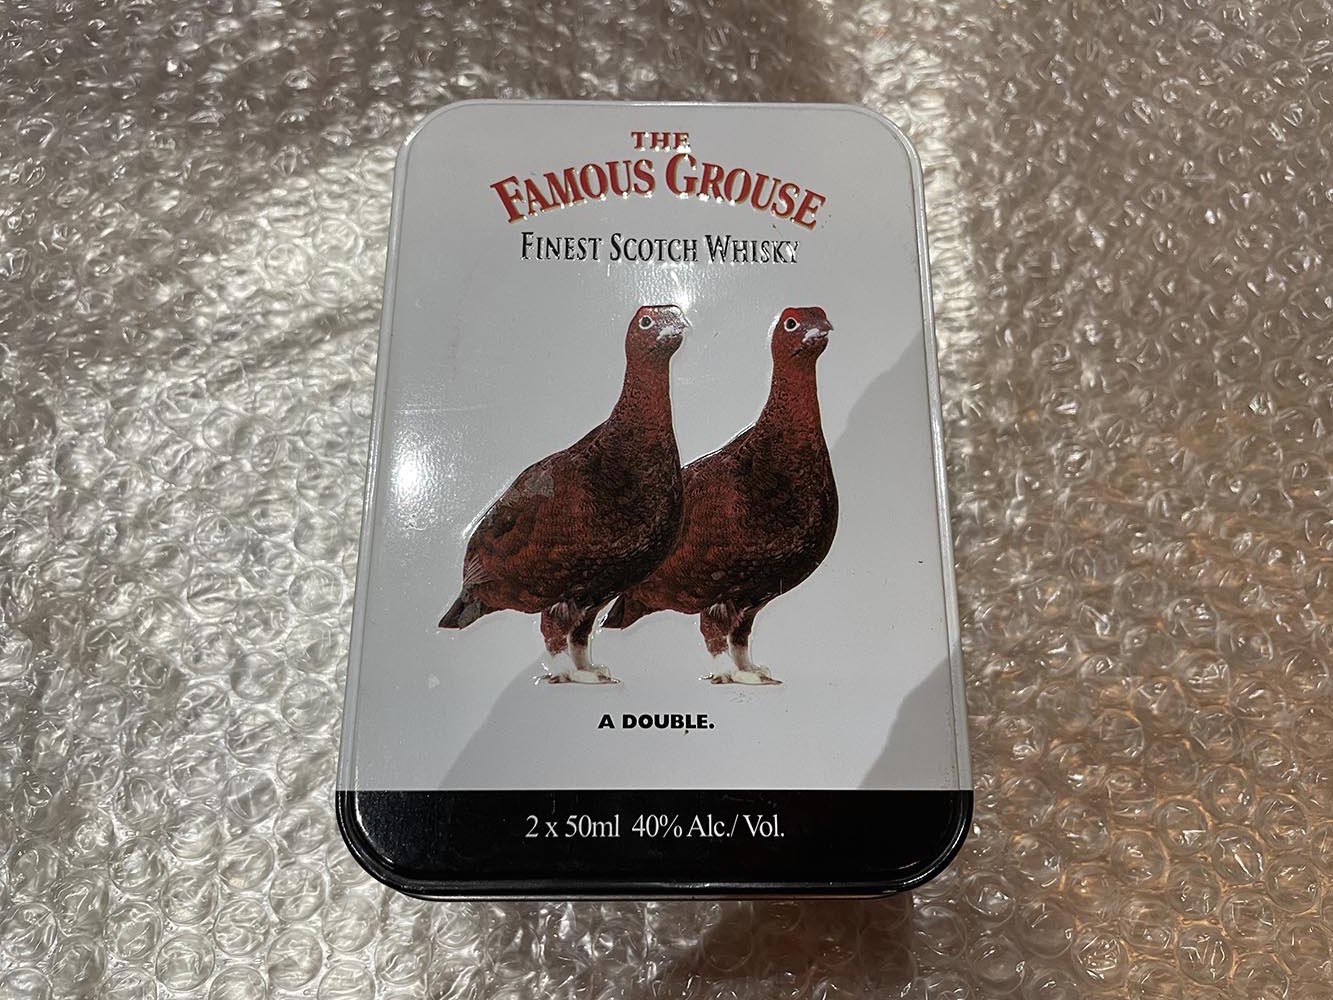 THE
FAMOUS GROUSE
FINEST SCOTCH WHISKY
A DOUBLE.
2 x 50ml 40% Alc./Vol.